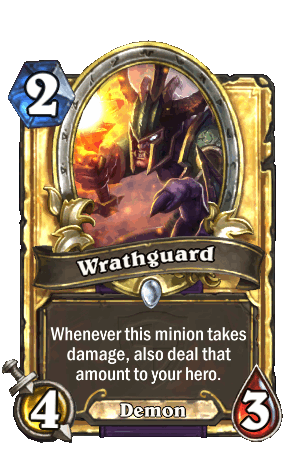 2
Wrathguard
Whenever this minion takes
damage, also deal that
amount to your hero.
4
Demon
3